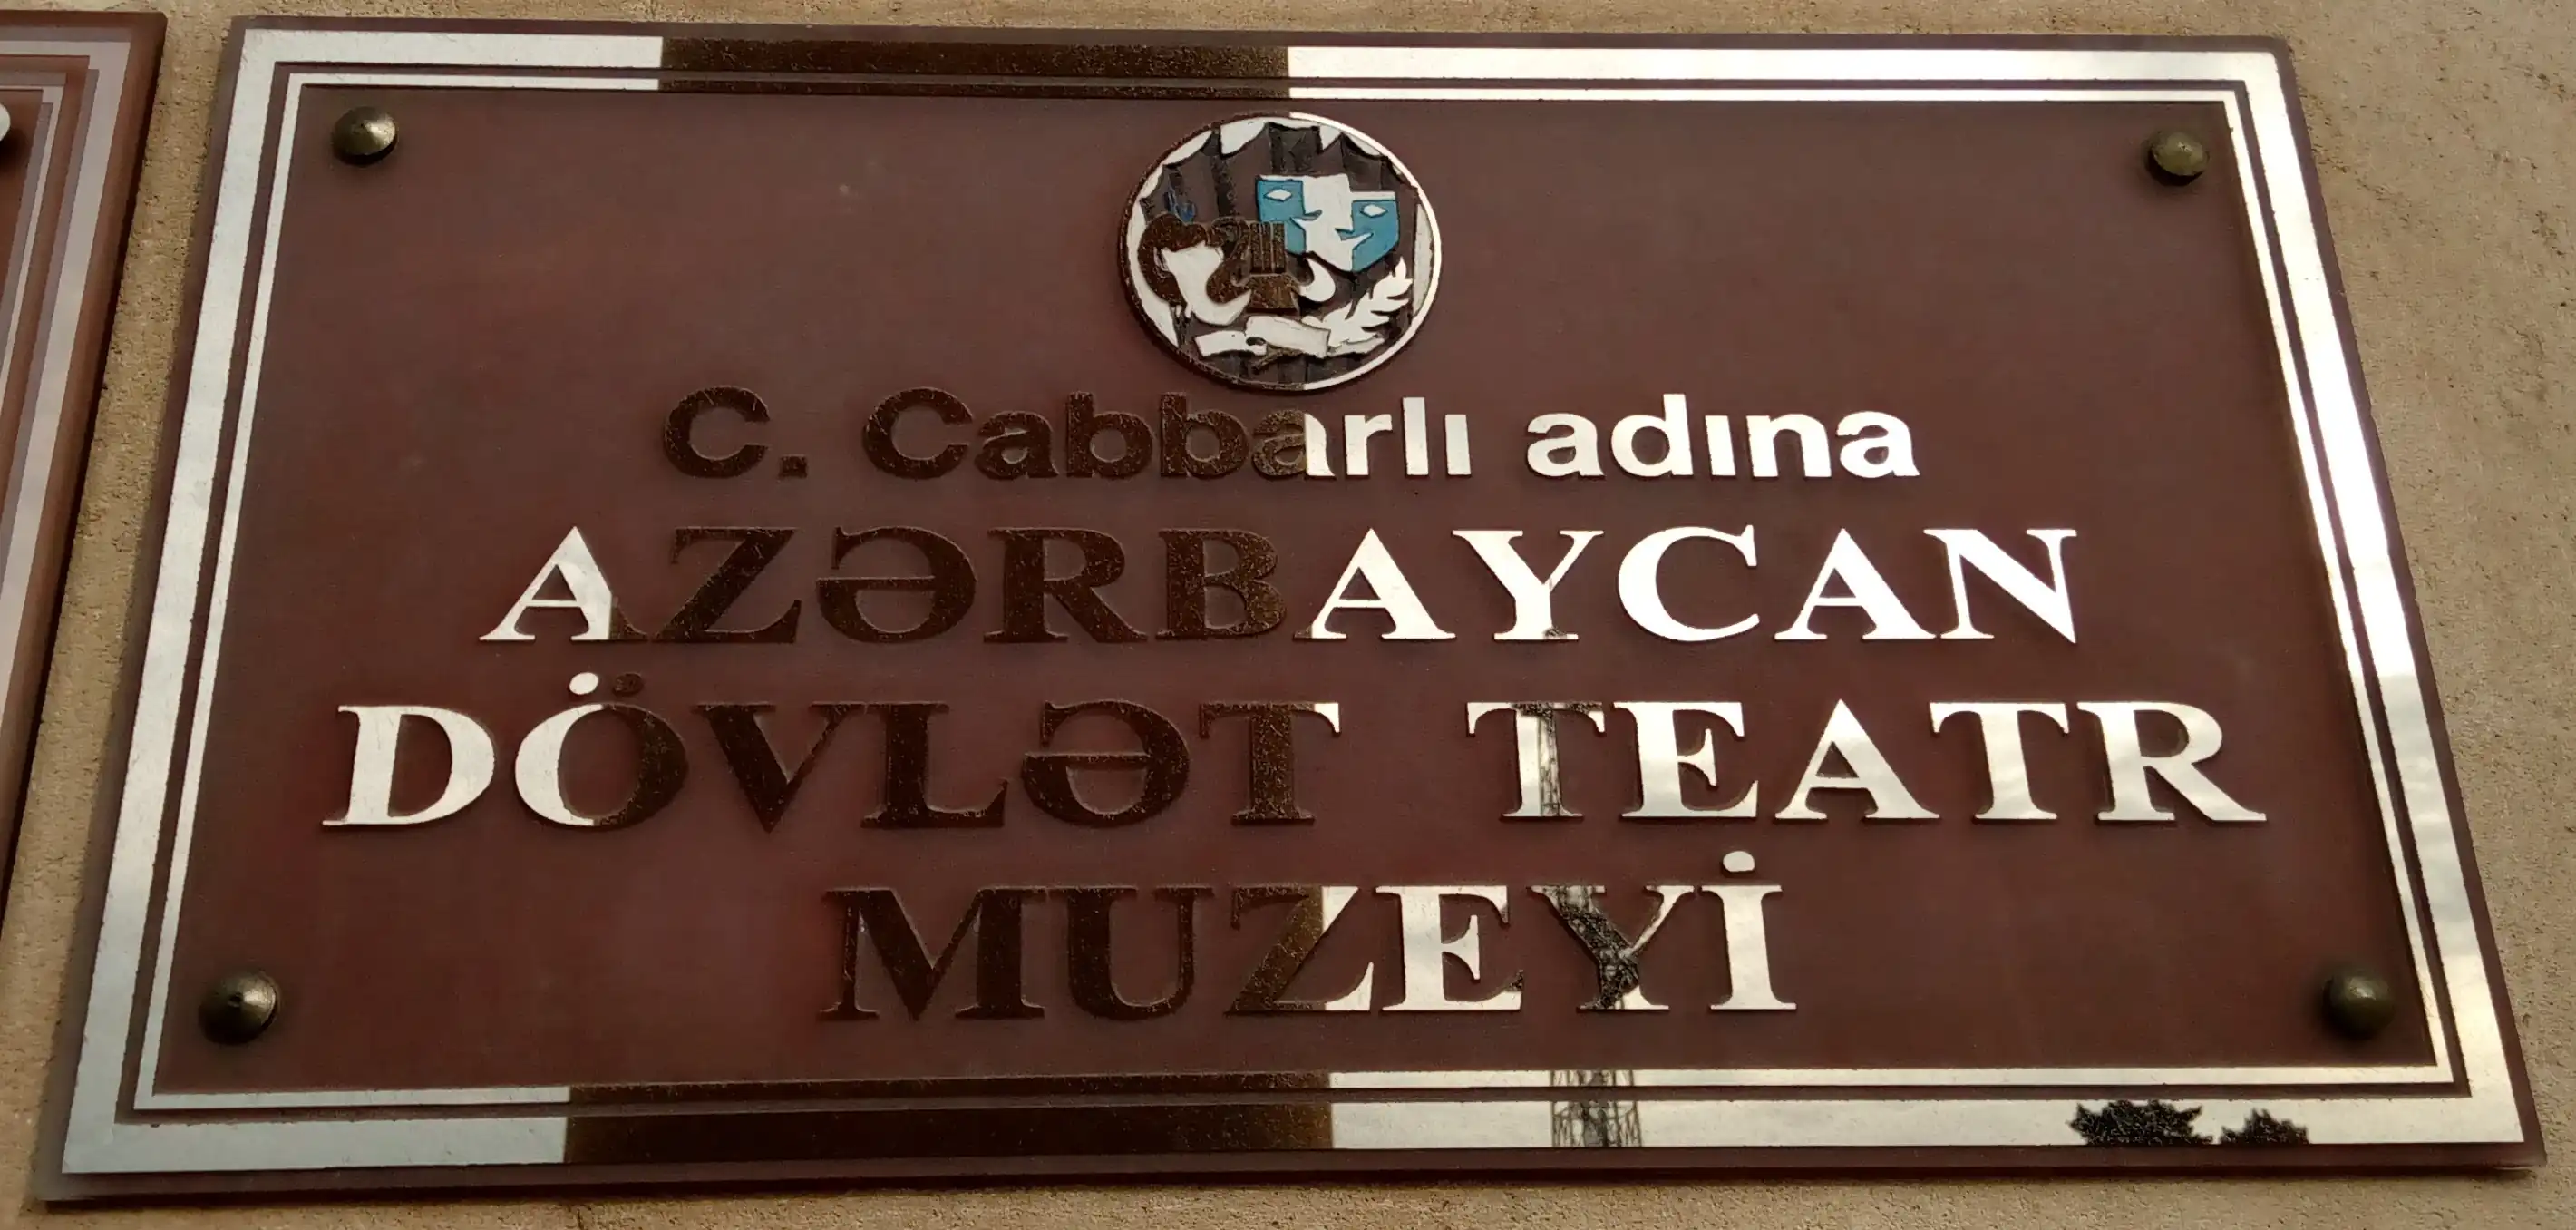 C. Cabbarlı adına
AZƏRBAYCAN
DÖVLƏT TEATR
MUZEYİ